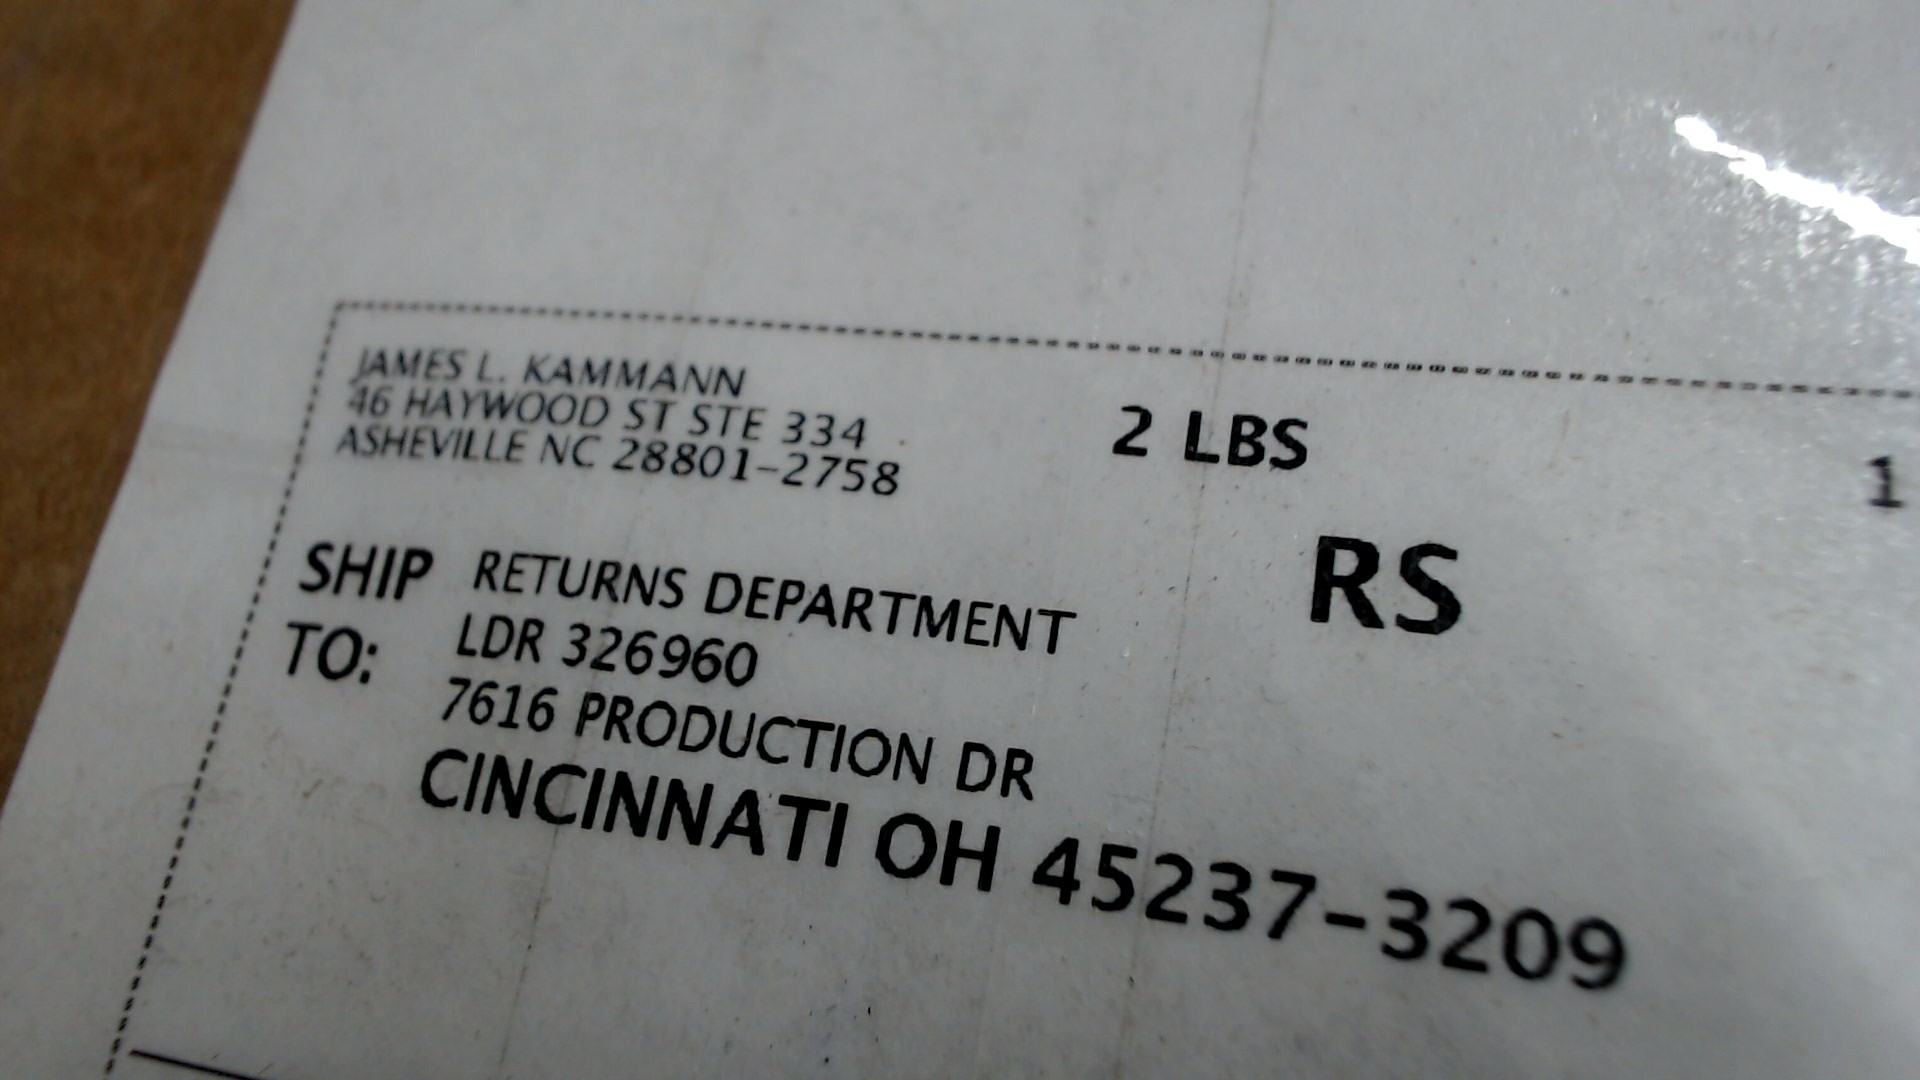 JAMES L. KAMMANN
46 HAYWOOD ST STE 334
ASHEVILLE NC 28801-2758
2 LBS
1
RS
SHIP TO:
RETURNS DEPARTMENT
LDR 326960
7616 PRODUCTION DR
CINCINNATI OH 45237-3209